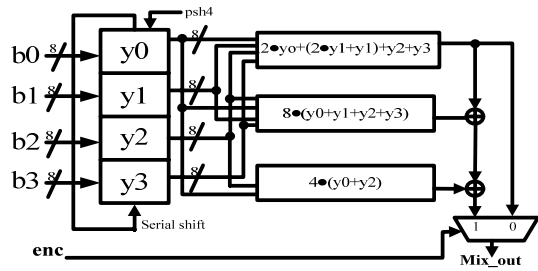 psh4
b0 8 y0 8 2●yo+(2●y1+y1)+y2+y3
b1 8 y1 8 8●(y0+y1+y2+y3)
b2 8 y2 8
b3 8 y3 8 4●(y0+y2)
Serial shift
enc
1 0
Mix_out